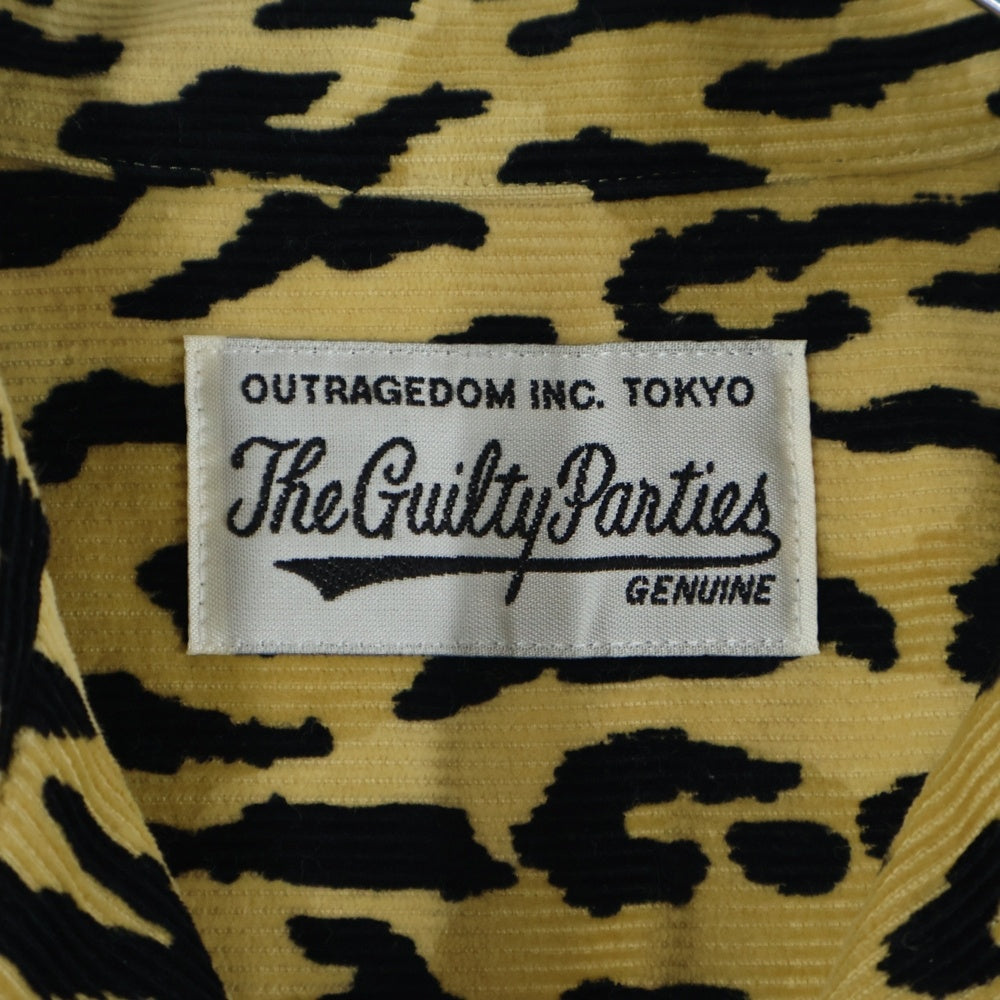 OUTRAGEDOM INC. TOKYO
The Guilty Parties
GENUINE